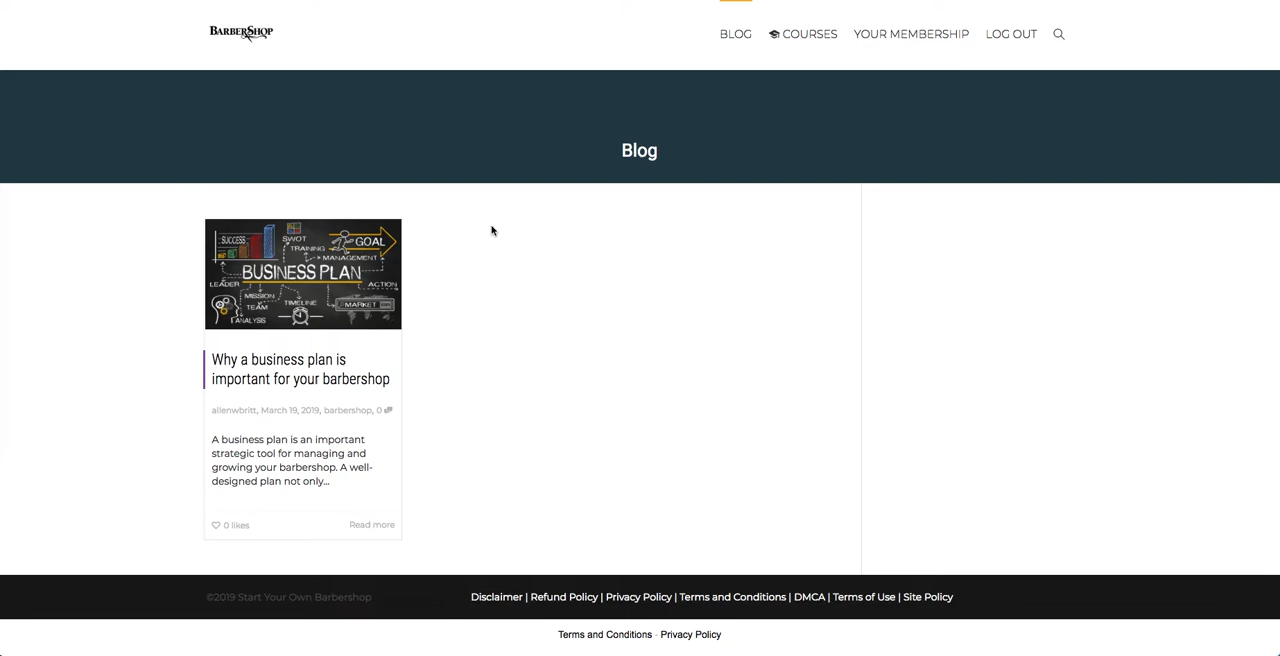 BARBERSHOP
BLOG
COURSES
YOUR MEMBERSHIP
LOG OUT
Blog
SUCCESS
SWOT
TRAINING
GOAL
MANAGEMENT
BUSINESS PLAN
LEADER
ACTION
MISSION
TEAM
TIMELINE
MARKET
ANALYSIS
Why a business plan is
important for your barbershop
allenwbritt, March 19, 2019, barbershop, 0
A business plan is an important
strategic tool for managing and
growing your barbershop. A well-
designed plan not only...
0 likes
Read more
©2019 Start Your Own Barbershop
Disclaimer | Refund Policy | Privacy Policy | Terms and Conditions | DMCA | Terms of Use | Site Policy
Terms and Conditions - Privacy Policy